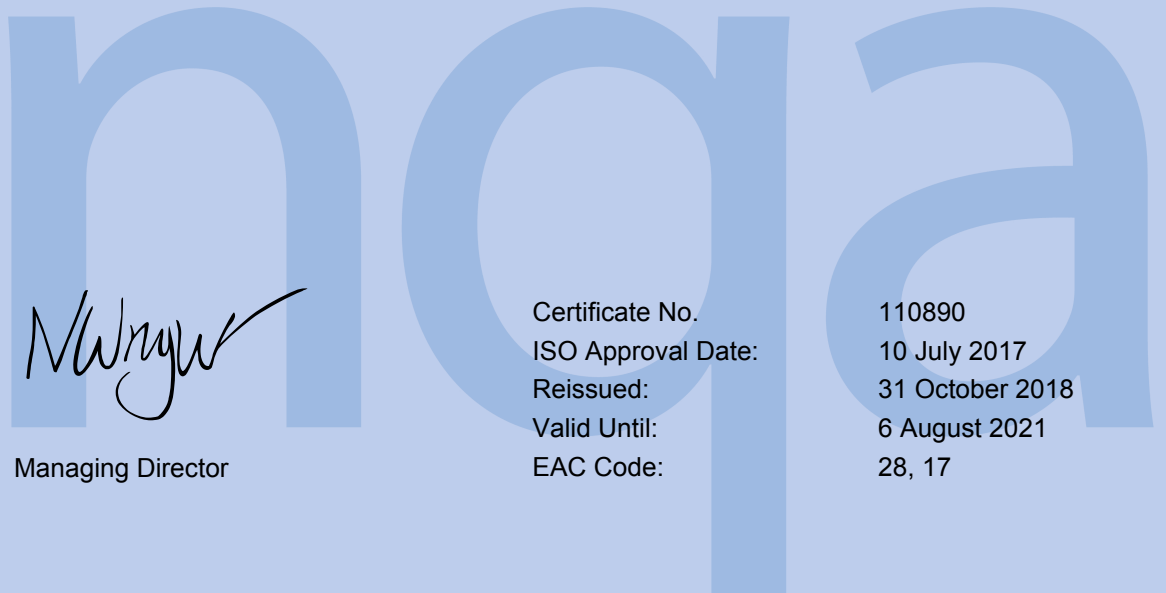 nqa
Certificate No. 110890
ISO Approval Date: 10 July 2017
Reissued: 31 October 2018
Valid Until: 6 August 2021
Managing Director
EAC Code: 28, 17